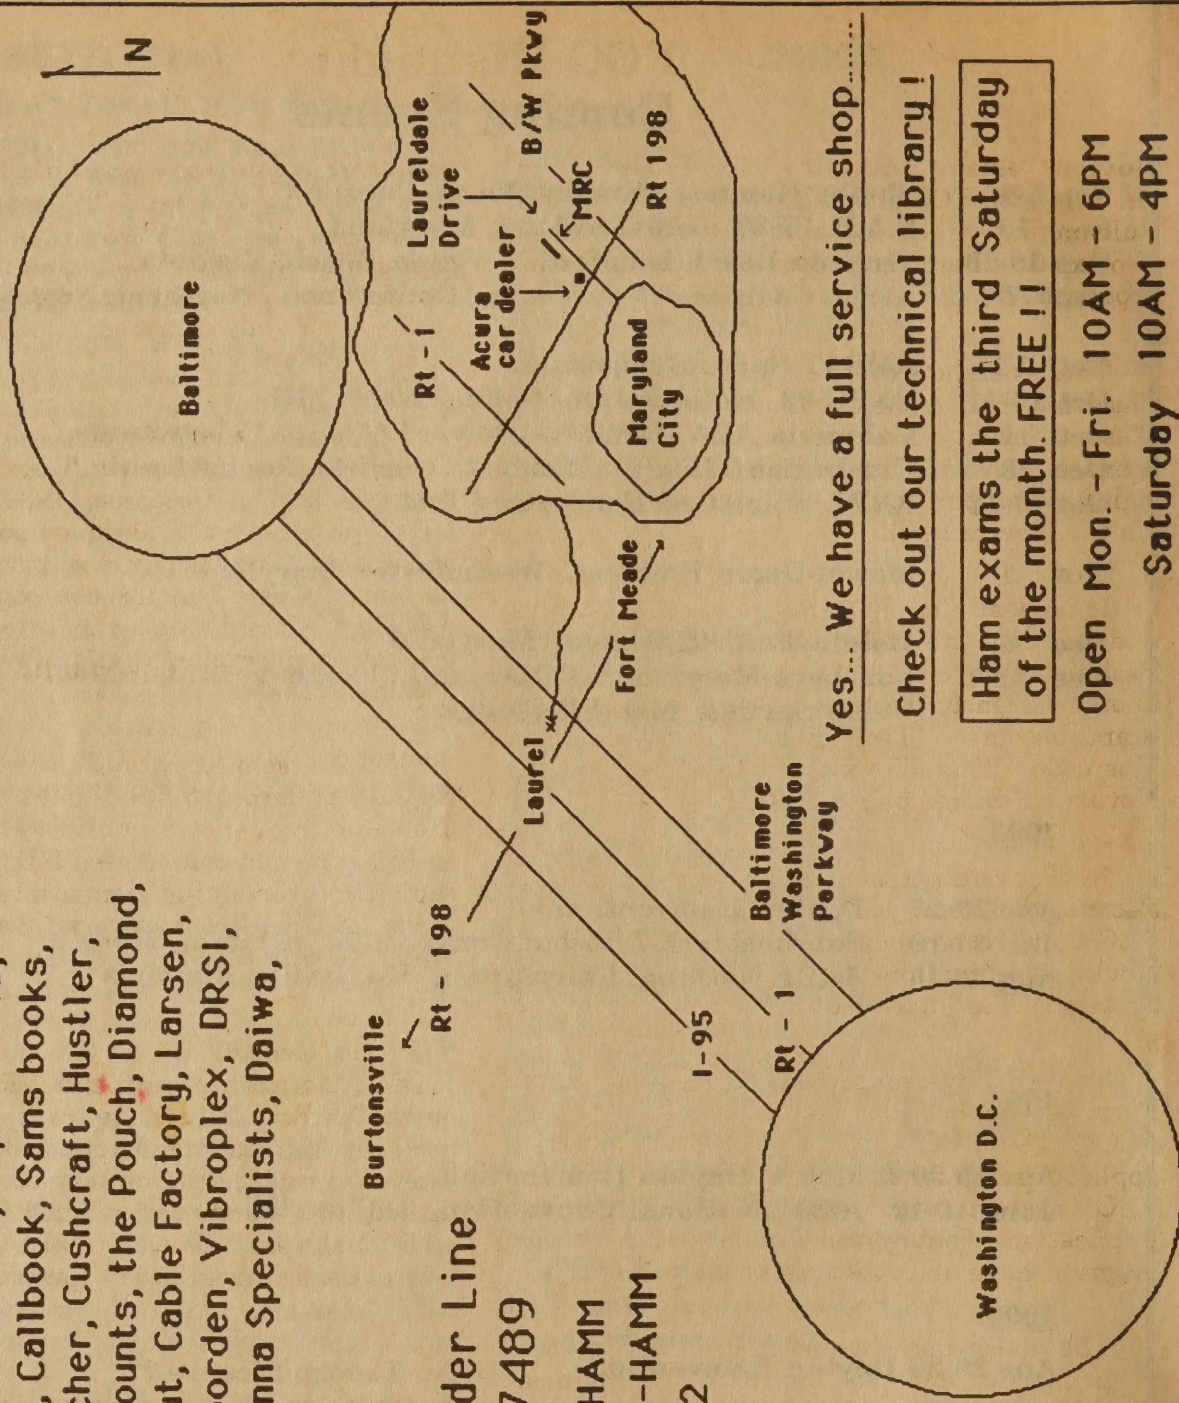 , Callbook, Sams books,
cher, Cushcraft, Hustler,
ounts, the Pouch, Diamond,
ut, Cable Factory, Larsen,
orden, Vibroplex, DRSI,
nna Specialists, Daiwa,
der Line
7489
HAMM
-HAMM
2
N
Baltimore
Burtonsville
Rt - 198
Laurel
Fort Meade
I-95
Rt - 1
Baltimore
Washington
Parkway
Washington D.C.
Rt - 1
Laureldale
Drive
B/W Pkwy
Acura
car dealer
MRC
Rt 198
Maryland
City
Yes... We have a full service shop.......
Check out our technical library !
Ham exams the third Saturday
of the month. FREE ! !
Open Mon. - Fri. 10AM - 6PM
Saturday 10AM - 4PM